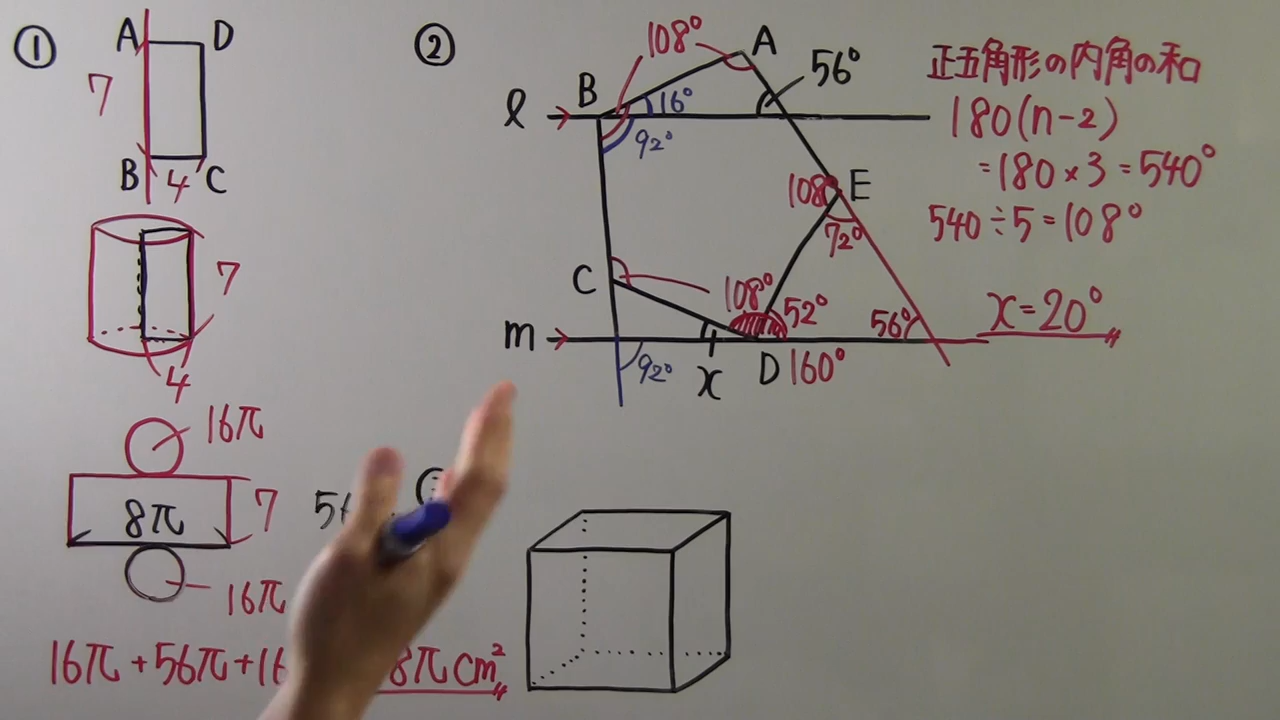 ①
A D
7
B 4 C
7
4
16π
8π 7
16π
16π+56π+16
8πcm²
②
108° A
56°
B
ℓ 16°
92°
108° E
72°
C
108° 52° 56°
m
92° x D 160°
正五角形の内角の和
180(n-2)
=180×3=540°
540÷5=108°
x=20°